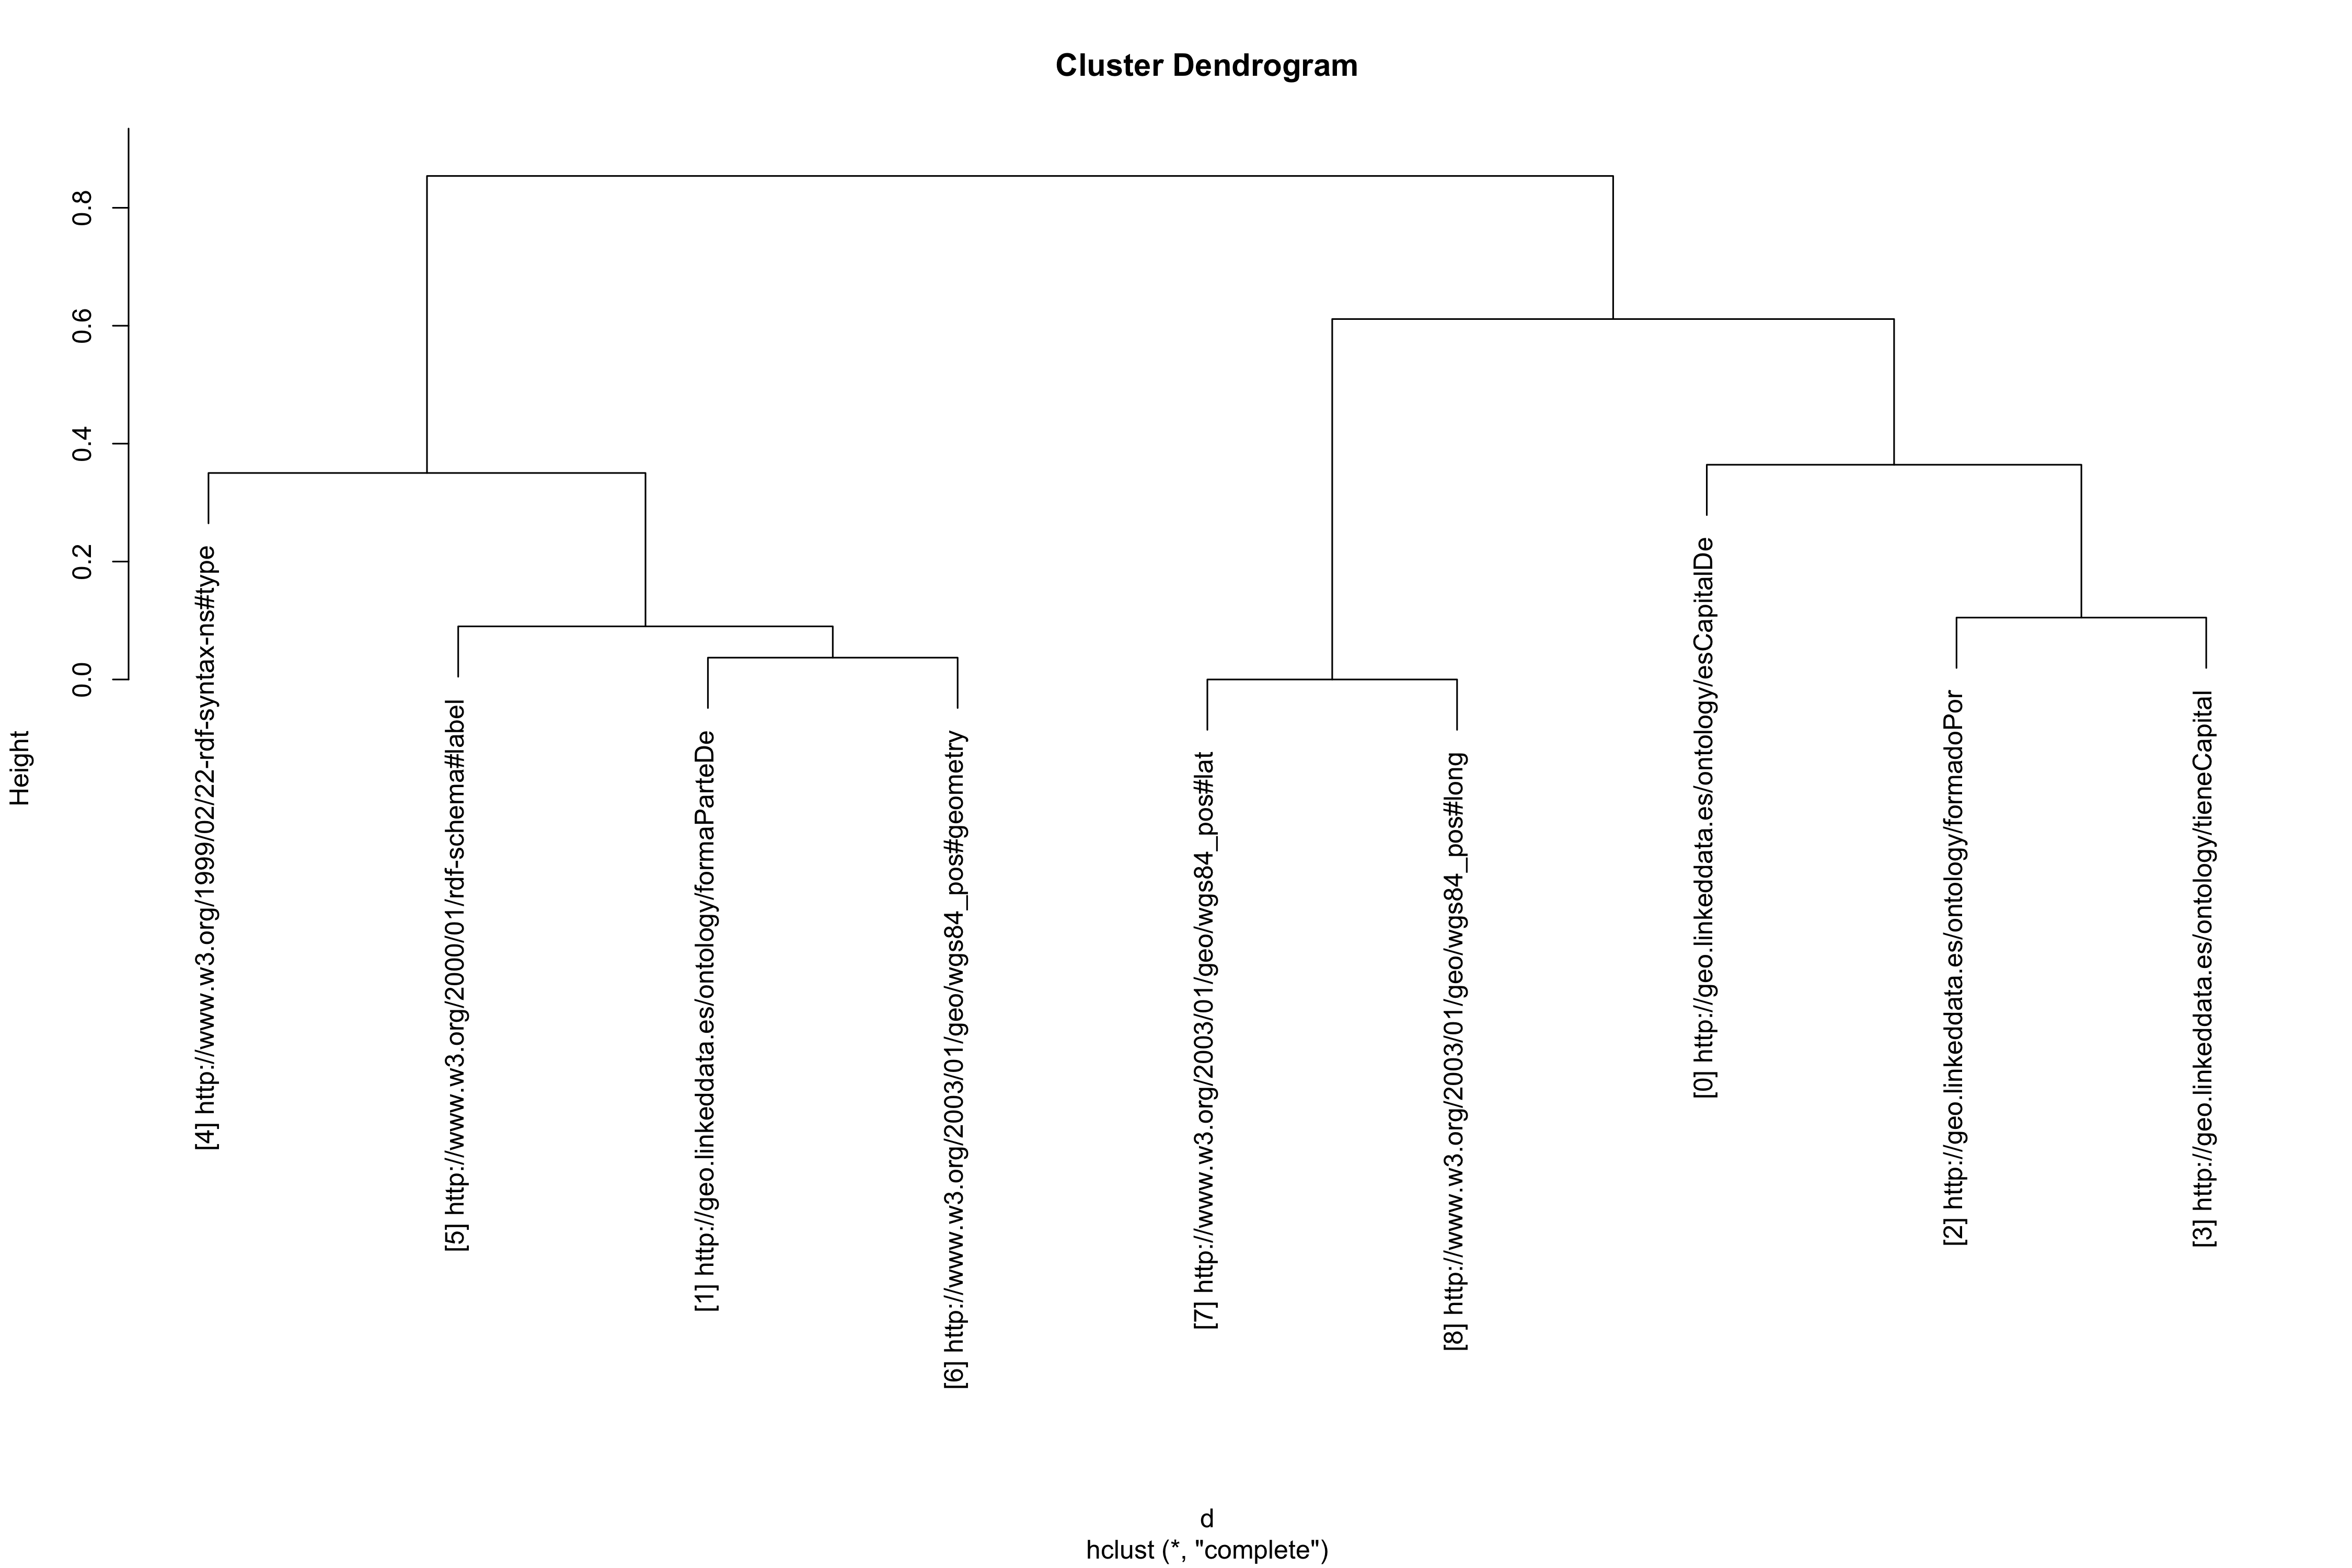 Cluster Dendrogram
Height
0.0
0.2
0.4
0.6
0.8
[4] http://www.w3.org/1999/02/22-rdf-syntax-ns#type
[5] http://www.w3.org/2000/01/rdf-schema#label
[1] http://geo.linkeddata.es/ontology/formaParteDe
[6] http://www.w3.org/2003/01/geo/wgs84_pos#geometry
[7] http://www.w3.org/2003/01/geo/wgs84_pos#lat
[8] http://www.w3.org/2003/01/geo/wgs84_pos#long
[0] http://geo.linkeddata.es/ontology/esCapitalDe
[2] http://geo.linkeddata.es/ontology/formadoPor
[3] http://geo.linkeddata.es/ontology/tieneCapital
d
hclust (*, "complete")